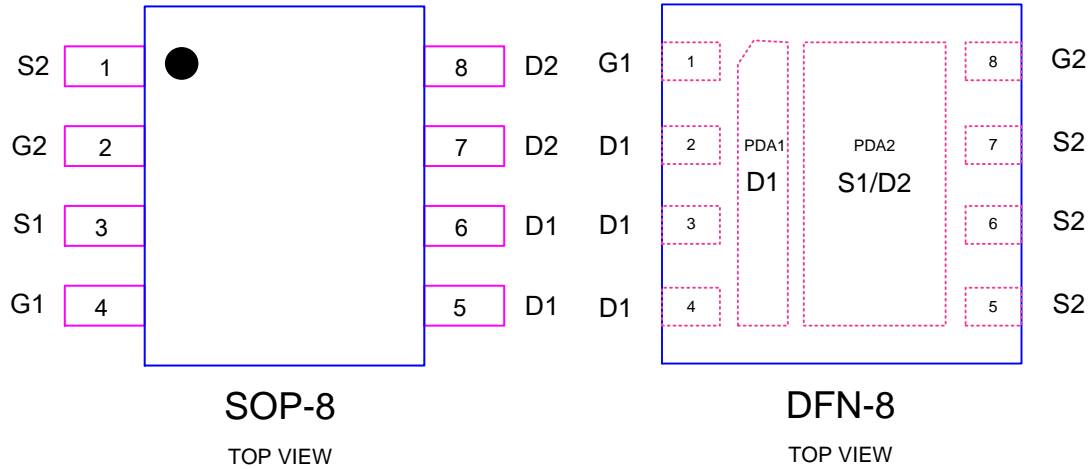 S2 1 8 D2
G2 2 7 D2
S1 3 6 D1
G1 4 5 D1
SOP-8
TOP VIEW
G1 1 8 G2
D1 2 PDA1 PDA2 7 S2
D1 S1/D2
D1 3 6 S2
D1 4 5 S2
DFN-8
TOP VIEW